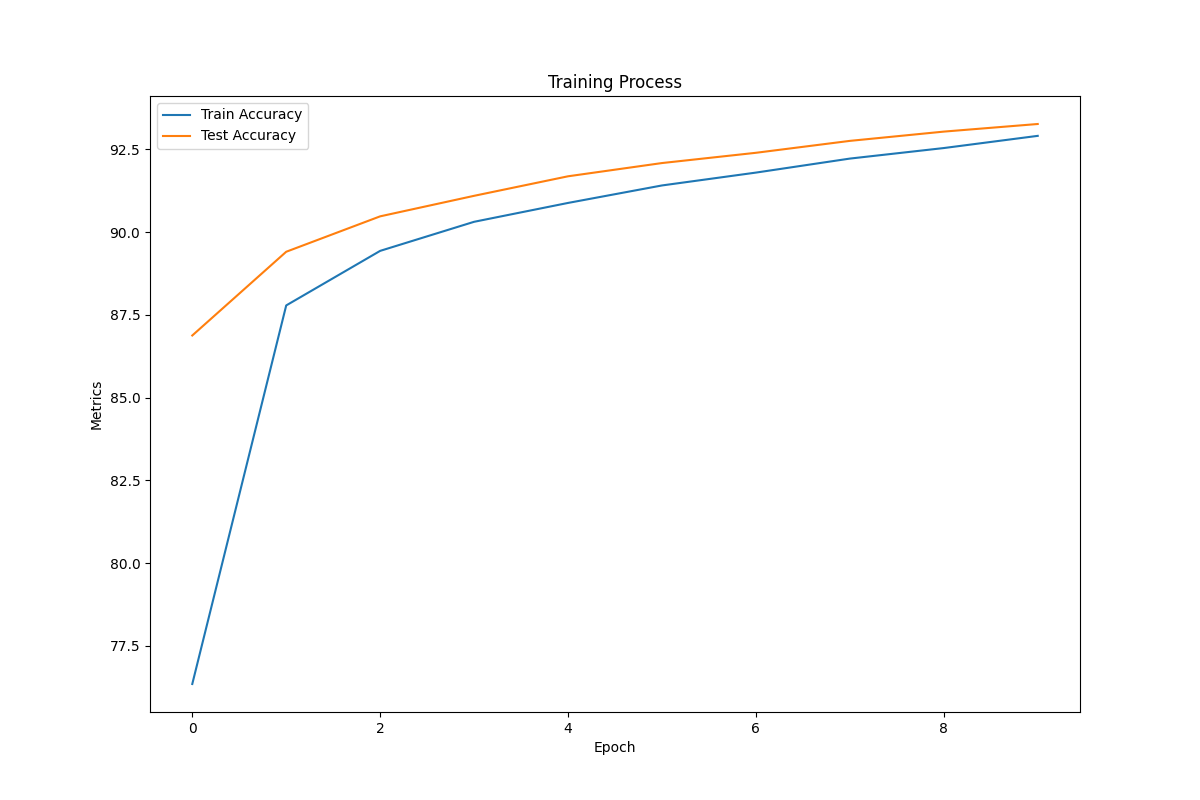 Training Process
Train Accuracy
Test Accuracy
92.5
90.0
87.5
85.0
82.5
80.0
77.5
Metrics
0 2 4 6 8
Epoch